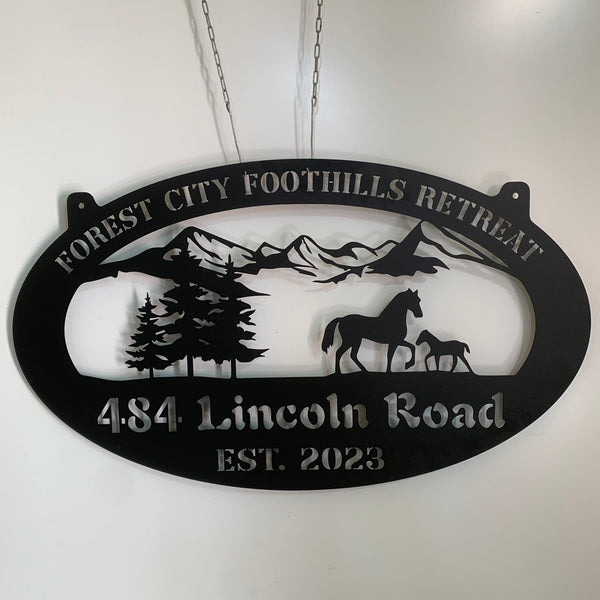 FOREST CITY FOOTHILLS RETREAT
484 Lincoln Road
EST. 2023